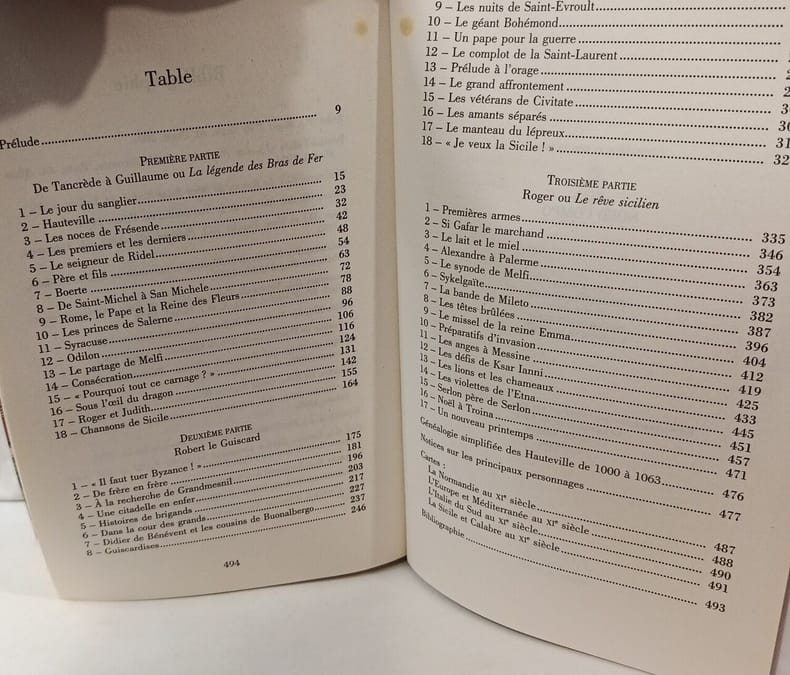 Table
Prélude 9
PREMIÈRE PARTIE
De Tancrède à Guillaume ou La légende des Bras de Fer
1 – Le jour du sanglier 15
2 – Hauteville 23
3 – Les noces de Frésende 32
4 – Les premiers et les derniers 42
5 – Le seigneur de Ridel 48
6 – Père et fils 54
7 – Boerte 63
8 – De Saint-Michel à San Michele 72
9 – Rome, le Pape et la Reine des Fleurs 78
10 – Les princes de Salerne 88
11 – Syracuse 96
12 – Odilon 106
13 – Le partage de Melfi 116
14 – Consécration 124
15 – « Pourquoi tout ce carnage ? » 131
16 – Sous l'œil du dragon 142
17 – Roger et Judith 155
18 – Chansons de Sicile 164
DEUXIÈME PARTIE
Robert le Guiscard
1 – « Il faut tuer Byzance ! » 175
2 – De frère en frère 181
3 – À la recherche de Grandmesnil 196
4 – Une citadelle en enfer 203
5 – Histoires de brigands 217
6 – Dans la cour des grands 227
7 – Didier de Bénévent et les cousins de Buonalbergo 237
8 – Guiscardises 246
494
9 – Les nuits de Saint-Évroult
10 – Le géant Bohémond
11 – Un pape pour la guerre
12 – Le complot de la Saint-Laurent
13 – Prélude à l'orage
14 – Le grand affrontement
15 – Les vétérans de Civitate
16 – Les amants séparés 30
17 – Le manteau du lépreux 31
18 – « Je veux la Sicile ! » 32
TROISIÈME PARTIE
Roger ou Le rêve sicilien
1 – Premières armes 335
2 – Si Gafar le marchand 346
3 – Le lait et le miel 354
4 – Alexandre à Palerme 363
5 – Le synode de Melfi 373
6 – Sykelgaïte 382
7 – La bande de Mileto 387
8 – Les têtes brûlées 396
9 – Le missel de la reine Emma 404
10 – Préparatifs d'invasion 412
11 – Les anges à Messine 419
12 – Les défis de Ksar Ianni 425
13 – Les lions et les chameaux 433
14 – Les violettes de l'Etna 445
15 – Serlon père de Serlon 451
16 – Noël à Troina 457
17 – Un nouveau printemps 471
Généalogie simplifiée des Hauteville de 1000 à 1063 476
Notices sur les principaux personnages 477
Cartes :
La Normandie au XIe siècle 487
L'Europe et Méditerranée au XIe siècle 488
L'Italie du Sud au XIe siècle 490
La Sicile et Calabre au XIe siècle 491
Bibliographie 493